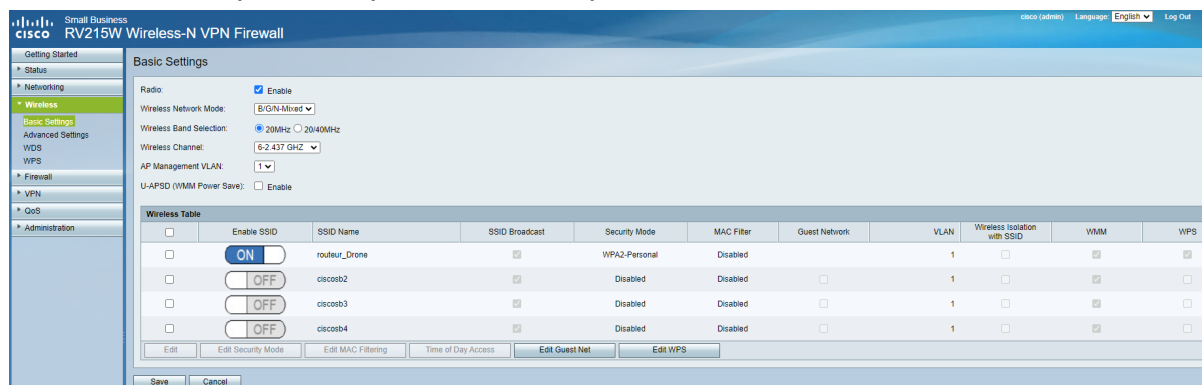 Small Business
cisco (admin) Language: English Log Out
CISCO RV215W Wireless-N VPN Firewall
Getting Started
Status
Networking
Wireless
Basic Settings
Advanced Settings
WDS
WPS
Firewall
VPN
QoS
Administration
Basic Settings
Radio: Enable
Wireless Network Mode: B/G/N-Mixed
Wireless Band Selection: 20MHz 20/40MHz
Wireless Channel: 6-2.437 GHZ
AP Management VLAN: 1
U-APSD (WMM Power Save): Enable
Wireless Table
Enable SSID SSID Name SSID Broadcast Security Mode MAC Filter Guest Network VLAN Wireless Isolation with SSID WMM WPS
ON routeur_Drone WPA2-Personal Disabled 1
OFF ciscosb2 Disabled Disabled 1
OFF ciscosb3 Disabled Disabled 1
OFF ciscosb4 Disabled Disabled 1
Edit Edit Security Mode Edit MAC Filtering Time of Day Access Edit Guest Net Edit WPS
Save Cancel